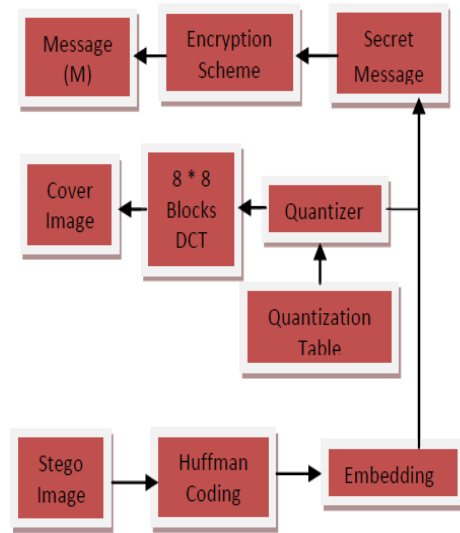 Message
(M)
Encryption
Scheme
Secret
Message
Cover
Image
8 * 8
Blocks
DCT
Quantizer
Quantization
Table
Stego
Image
Huffman
Coding
Embedding